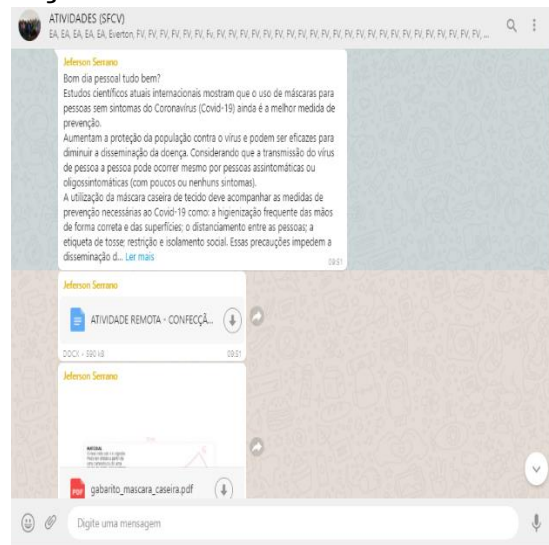 ATIVIDADES (SFCV)
EA, EA, EA, EA, EA, Everton, FV, FV, FV, FV, FV, FV, Fv, FV, FV, FV, FV, FV, FV, FV, FV, FV, FV, FV, FV, FV, FV, FV, FV, FV, FV, FV, FV, FV, FV, FV, ...
Jeferson Serrano
Bom dia pessoal tudo bem?
Estudos científicos atuais internacionais mostram que o uso de máscaras para
pessoas sem sintomas do Coronavírus (Covid-19) ainda é a melhor medida de
prevenção.
Aumentam a proteção da população contra o vírus e podem ser eficazes para
diminuir a disseminação da doença. Considerando que a transmissão do vírus
de pessoa a pessoa pode ocorrer mesmo por pessoas assintomáticas ou
oligossintomáticas (com poucos ou nenhuns sintomas).
A utilização da máscara caseira de tecido deve acompanhar as medidas de
prevenção necessárias ao Covid-19 como: a higienização frequente das mãos
de forma correta e das superfícies; o distanciamento entre as pessoas; a
etiqueta de tosse; restrição e isolamento social. Essas precauções impedem a
disseminação d... Ler mais
09:51
Jeferson Serrano
ATIVIDADE REMOTA - CONFECÇÃ...
DOCX • 590 kB 09:51
Jeferson Serrano
MATERIAL
PDF gabarito_mascara_caseira.pdf
Digite uma mensagem